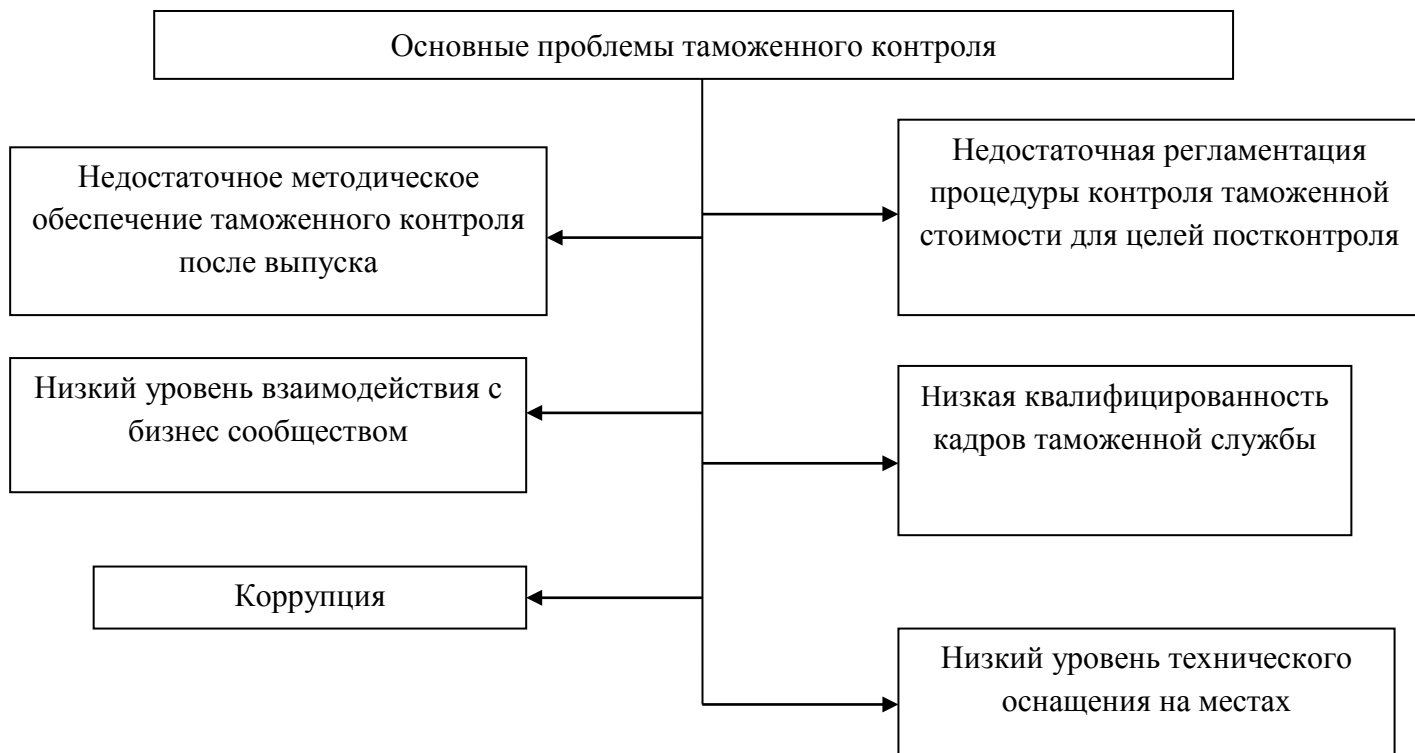 Основные проблемы таможенного контроля
Недостаточное методическое
обеспечение таможенного контроля
после выпуска
Недостаточная регламентация
процедуры контроля таможенной
стоимости для целей постконтроля
Низкий уровень взаимодействия с
бизнес сообществом
Низкая квалифицированность
кадров таможенной службы
Коррупция
Низкий уровень технического
оснащения на местах